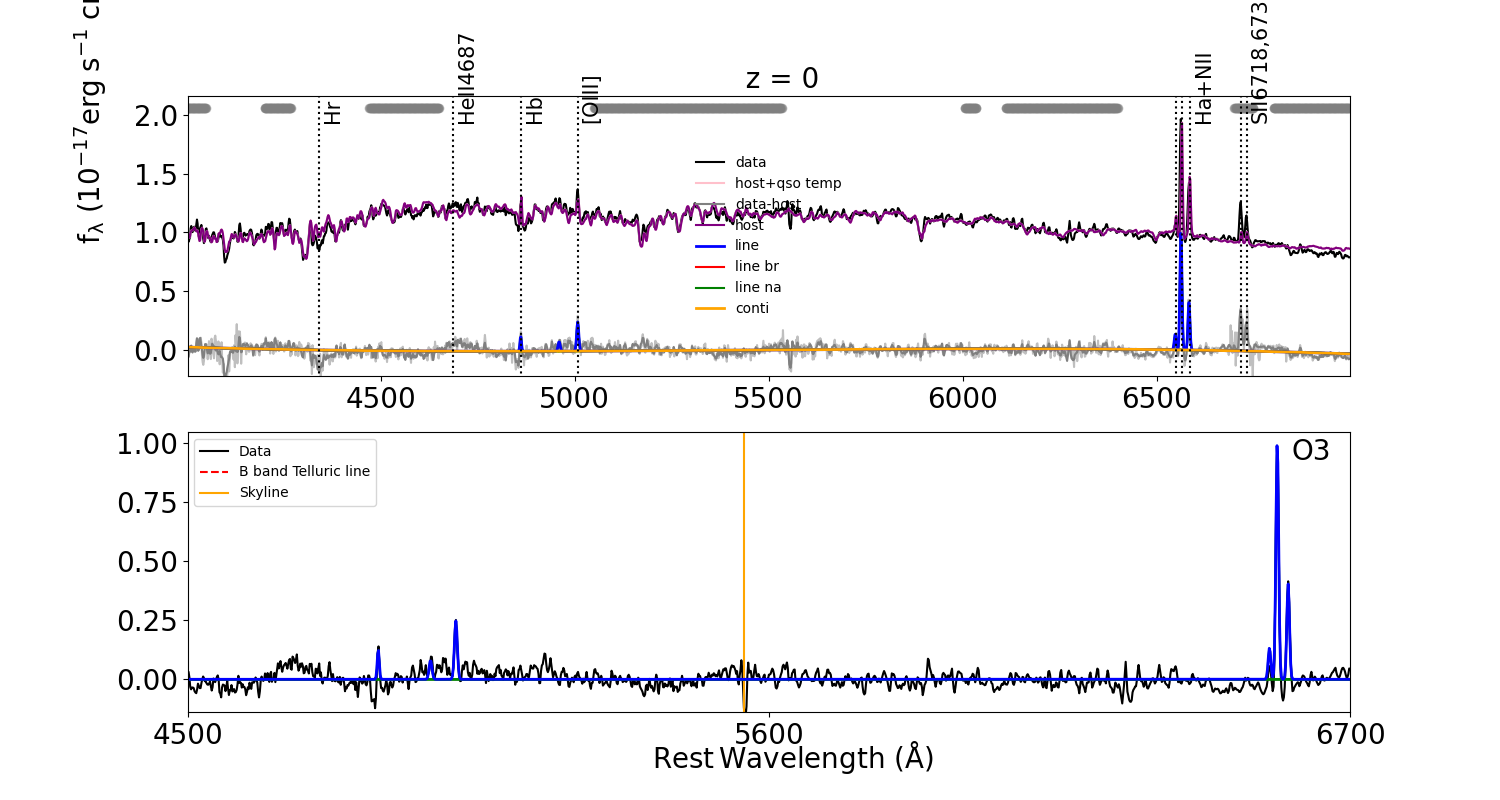 z = 0
f_λ (10^−17 erg s^−1 c
Hr
HeII4687
Hb
[OIII]
Ha+NII
SII6718,673
2.0
1.5
1.0
0.5
0.0
data
host+qso temp
data-host
host
line
line br
line na
conti
4500
5000
5500
6000
6500
1.00
0.75
0.50
0.25
0.00
Data
B band Telluric line
Skyline
O3
4500
5600
6700
Rest Wavelength (Å)